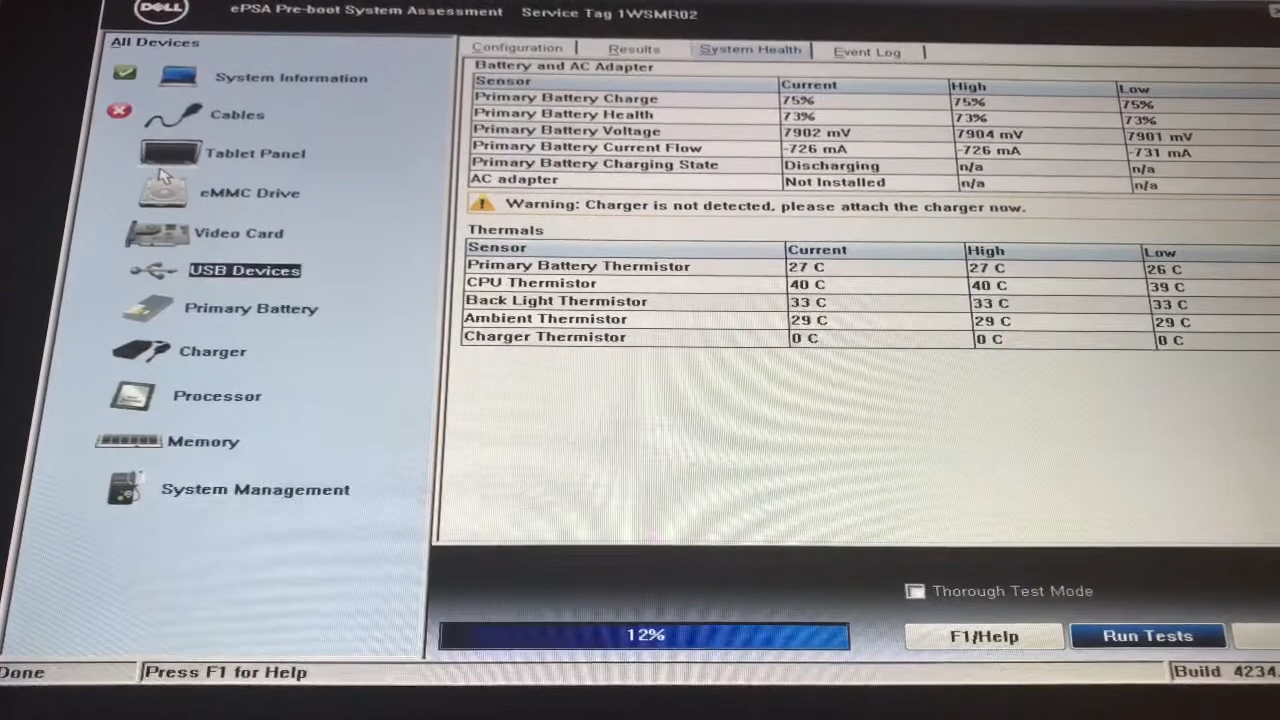 DELL
ePSA Pre-boot System Assessment Service Tag 1WSMR02
All Devices
System Information
Cables
Tablet Panel
eMMC Drive
Video Card
USB Devices
Primary Battery
Charger
Processor
Memory
System Management
Configuration Results System Health Event Log
Battery and AC Adapter
Sensor Current High Low
Primary Battery Charge 75% 75% 75%
Primary Battery Health 73% 73% 73%
Primary Battery Voltage 7902 mV 7904 mV 7901 mV
Primary Battery Current Flow -726 mA -726 mA -731 mA
Primary Battery Charging State Discharging n/a n/a
AC adapter Not Installed n/a n/a
Warning: Charger is not detected, please attach the charger now.
Thermals
Sensor Current High Low
Primary Battery Thermistor 27 C 27 C 26 C
CPU Thermistor 40 C 40 C 39 C
Back Light Thermistor 33 C 33 C 33 C
Ambient Thermistor 29 C 29 C 29 C
Charger Thermistor 0 C 0 C 0 C
Thorough Test Mode
12% F1/Help Run Tests
Done Press F1 for Help Build 4234.